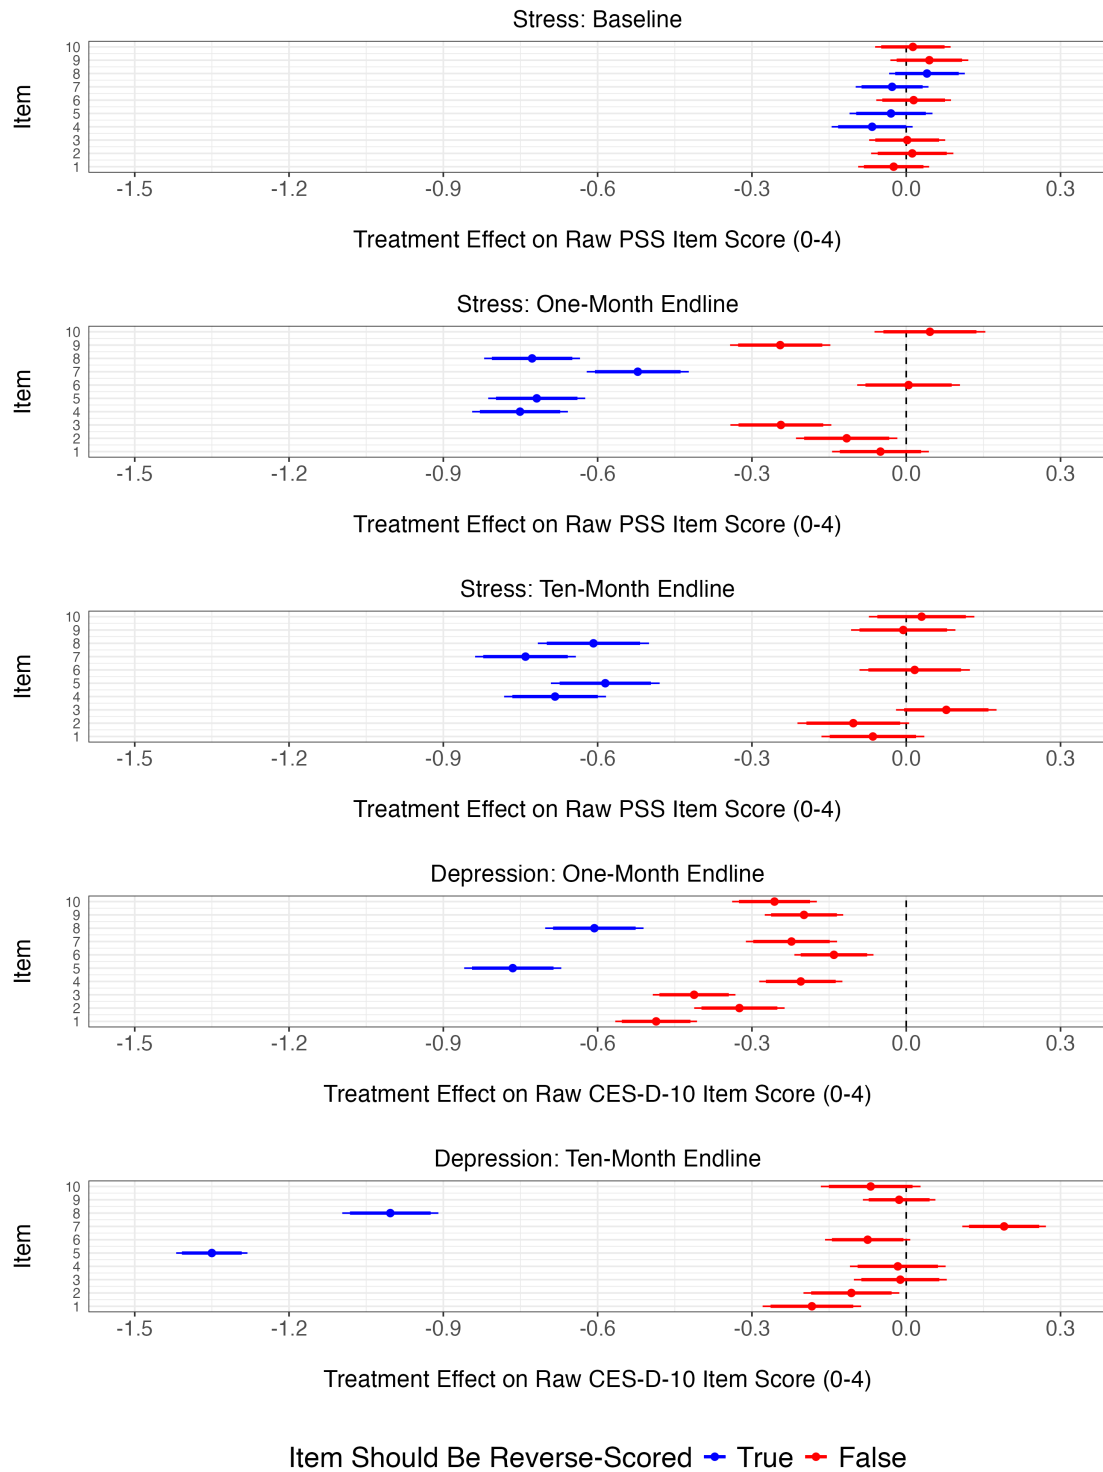 Stress: Baseline
Item
10
9
8
7
6
5
4
3
2
1
-1.5 -1.2 -0.9 -0.6 -0.3 0.0 0.3
Treatment Effect on Raw PSS Item Score (0-4)
Stress: One-Month Endline
Item
10
9
8
7
6
5
4
3
2
1
-1.5 -1.2 -0.9 -0.6 -0.3 0.0 0.3
Treatment Effect on Raw PSS Item Score (0-4)
Stress: Ten-Month Endline
Item
10
9
8
7
6
5
4
3
2
1
-1.5 -1.2 -0.9 -0.6 -0.3 0.0 0.3
Treatment Effect on Raw PSS Item Score (0-4)
Depression: One-Month Endline
Item
10
9
8
7
6
5
4
3
2
1
-1.5 -1.2 -0.9 -0.6 -0.3 0.0 0.3
Treatment Effect on Raw CES-D-10 Item Score (0-4)
Depression: Ten-Month Endline
Item
10
9
8
7
6
5
4
3
2
1
-1.5 -1.2 -0.9 -0.6 -0.3 0.0 0.3
Treatment Effect on Raw CES-D-10 Item Score (0-4)
Item Should Be Reverse-Scored True False